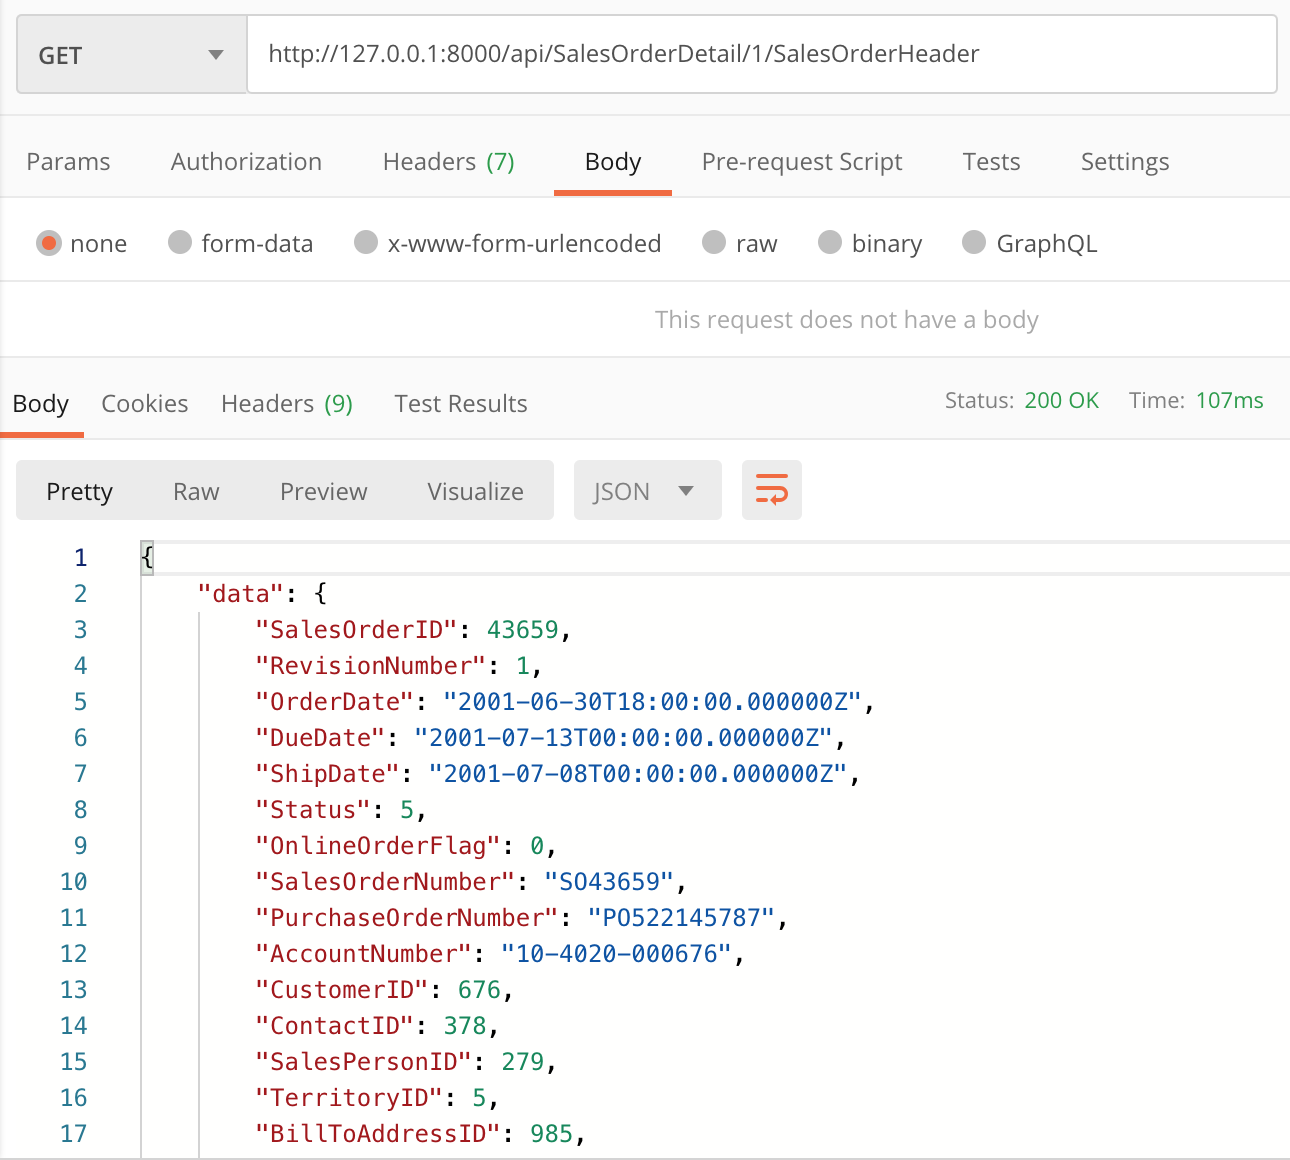 GET http://127.0.0.1:8000/api/SalesOrderDetail/1/SalesOrderHeader
Params Authorization Headers (7) Body Pre-request Script Tests Settings
none form-data x-www-form-urlencoded raw binary GraphQL
This request does not have a body
Body Cookies Headers (9) Test Results Status: 200 OK Time: 107ms
Pretty Raw Preview Visualize JSON
1 {
2 "data": {
3 "SalesOrderID": 43659,
4 "RevisionNumber": 1,
5 "OrderDate": "2001-06-30T18:00:00.000000Z",
6 "DueDate": "2001-07-13T00:00:00.000000Z",
7 "ShipDate": "2001-07-08T00:00:00.000000Z",
8 "Status": 5,
9 "OnlineOrderFlag": 0,
10 "SalesOrderNumber": "SO43659",
11 "PurchaseOrderNumber": "PO522145787",
12 "AccountNumber": "10-4020-000676",
13 "CustomerID": 676,
14 "ContactID": 378,
15 "SalesPersonID": 279,
16 "TerritoryID": 5,
17 "BillToAddressID": 985,